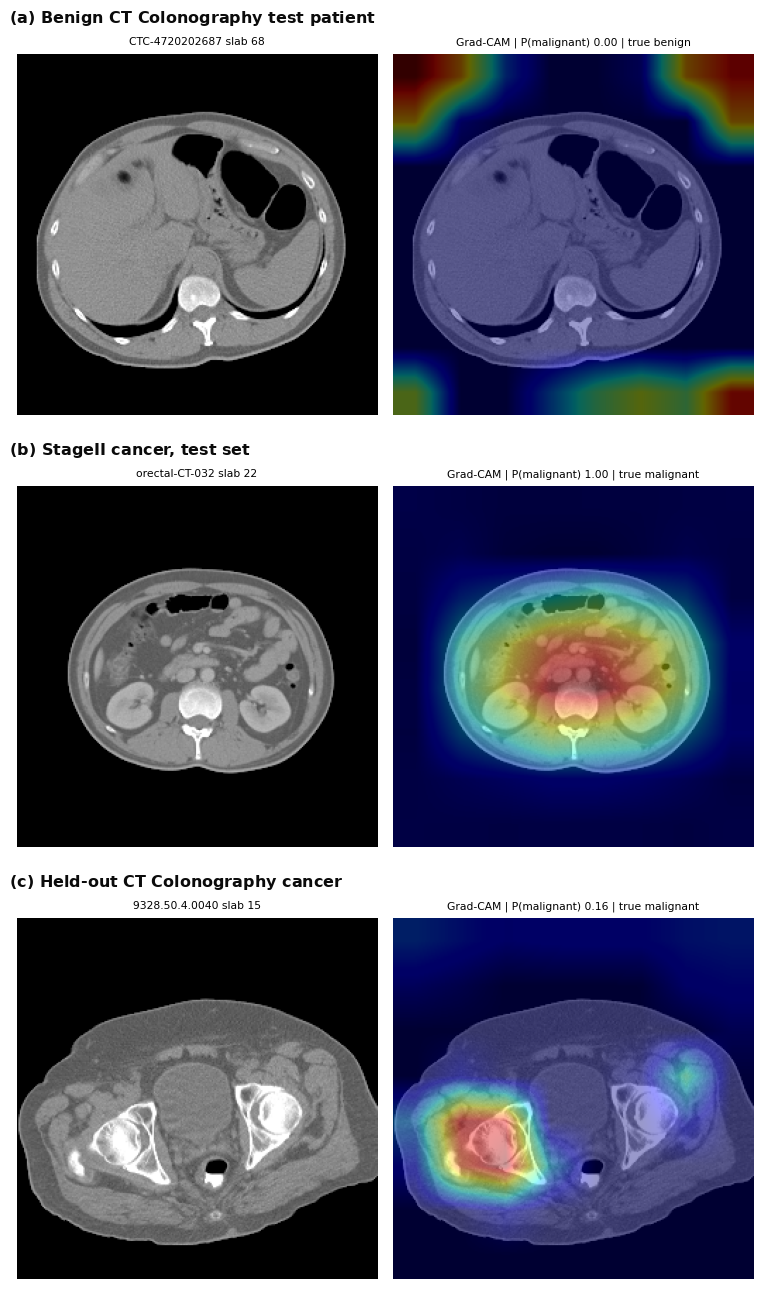 (a) Benign CT Colonography test patient
CTC-4720202687 slab 68
Grad-CAM | P(malignant) 0.00 | true benign
(b) StageII cancer, test set
orectal-CT-032 slab 22
Grad-CAM | P(malignant) 1.00 | true malignant
(c) Held-out CT Colonography cancer
9328.50.4.0040 slab 15
Grad-CAM | P(malignant) 0.16 | true malignant